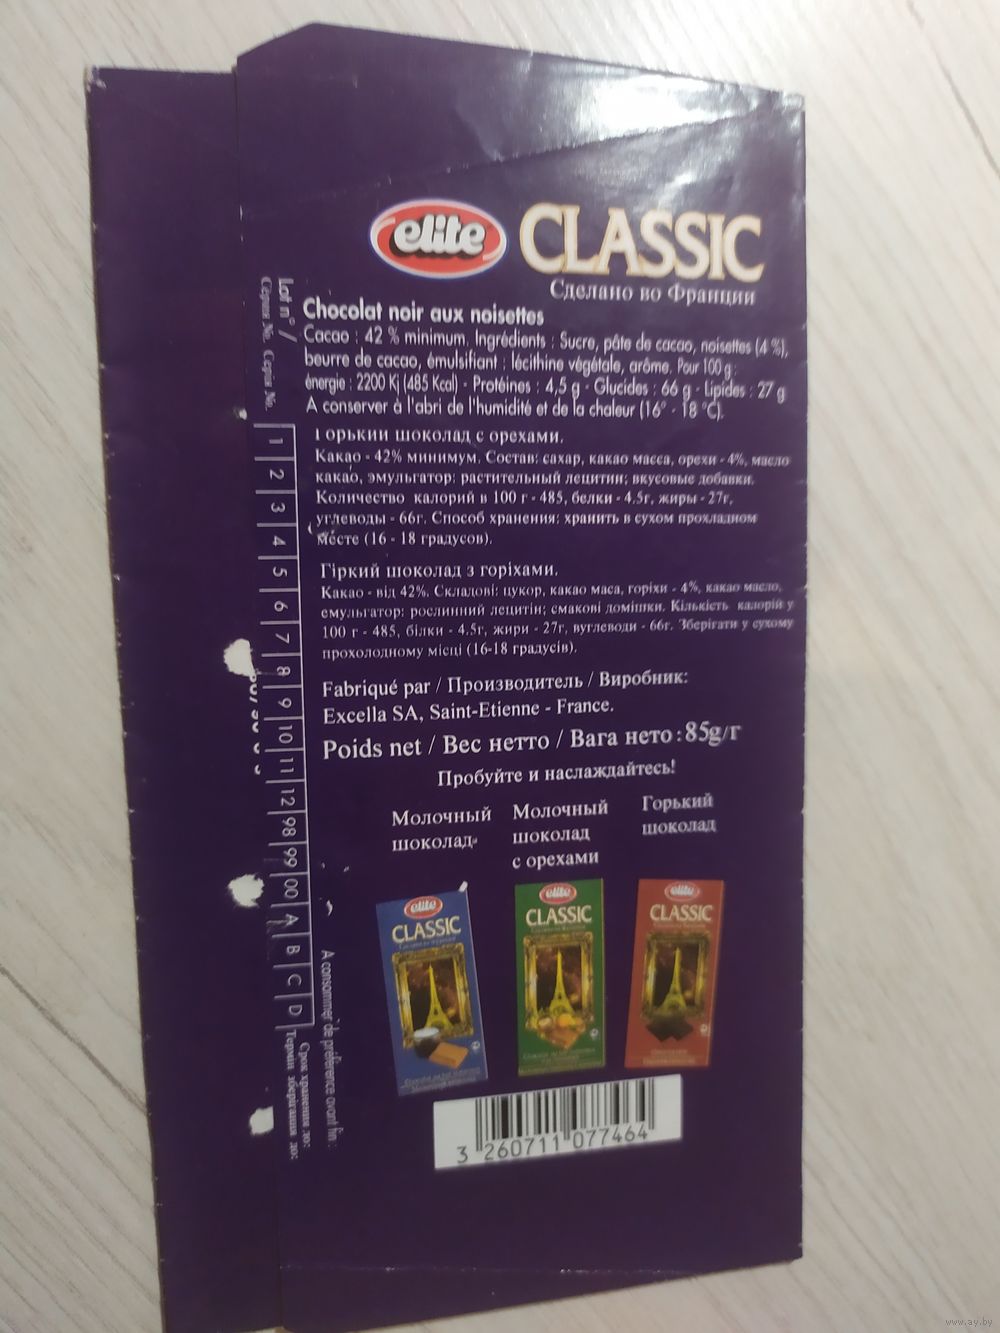 elite CLASSIC
Сделано во Франции
Chocolat noir aux noisettes
Cacao : 42 % minimum. Ingrédients : Sucre, pâte de cacao, noisettes (4 %),
beurre de cacao, émulsifiant : lécithine végétale, arôme. Pour 100 g :
énergie : 2200 Kj (485 Kcal) - Protéines : 4,5 g - Glucides : 66 g - Lipides : 27 g
A conserver à l'abri de l'humidité et de la chaleur (16° - 18 °C).
Горький шоколад с орехами.
Какао - 42% минимум. Состав: сахар, какао масса, орехи - 4%, масло
какао, эмульгатор: растительный лецитин; вкусовые добавки.
Количество калорий в 100 г - 485, белки - 4.5г, жиры - 27г,
углеводы - 66г. Способ хранения: хранить в сухом прохладном
месте (16 - 18 градусов).
Гіркий шоколад з горіхами.
Какао - від 42%. Складові: цукор, какао маса, горіхи - 4%, какао масло,
емульгатор: рослинний лецитін; смакові домішки. Кількість калорій у
100 г - 485, білки - 4.5г, жири - 27г, вуглеводи - 66г. Зберігати у сухому
прохолодному місці (16-18 градусів).
Fabriqué par / Производитель / Виробник:
Excella SA, Saint-Etienne - France.
Poids net / Вес нетто / Вага нето : 85g/г
Пробуйте и наслаждайтесь!
Молочный
шоколад
Молочный
шоколад
с орехами
Горький
шоколад
elite
CLASSIC
elite
CLASSIC
elite
CLASSIC
3 260711 077464
Lot n° /
Серия №. Серія №.
1 2 3 4 5 6 7 8 9 10 11 12 98 99 00 A B C D
A consommer de préférence avant fin :
Срок хранения до:
Термін зберігання до:
www.ay.by